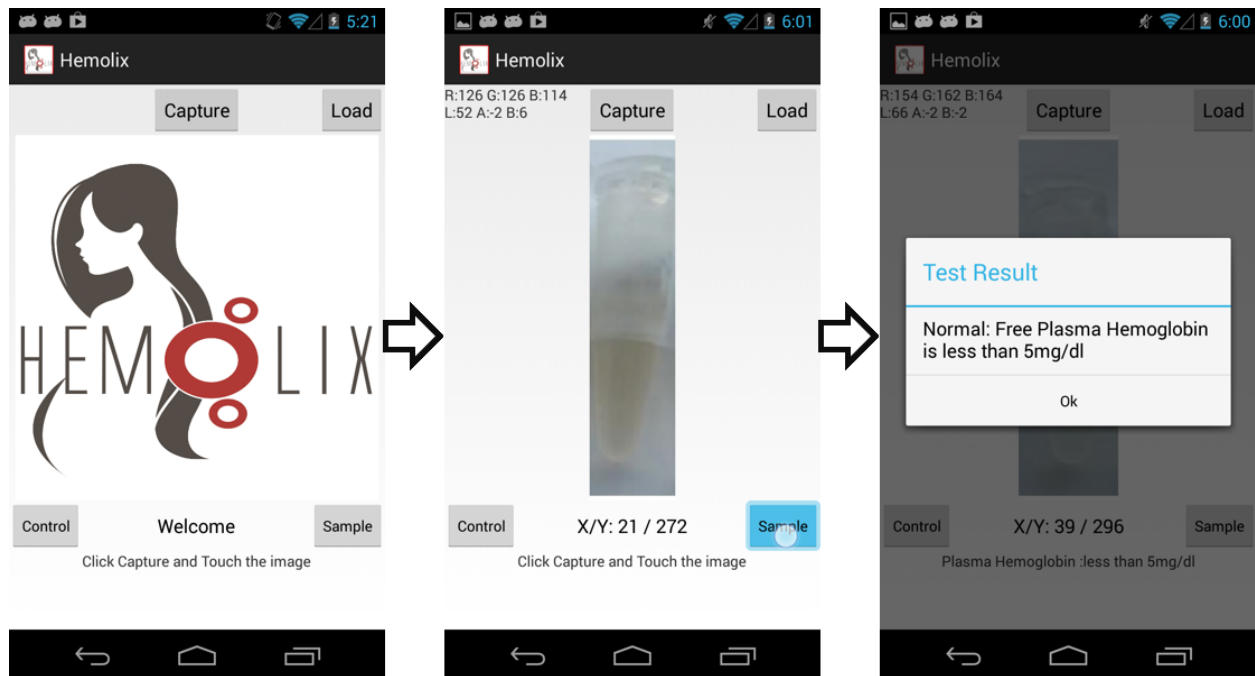 5:21
Hemolix
Capture
Load
HEMOLIX
Control
Welcome
Sample
Click Capture and Touch the image
6:01
Hemolix
R:126 G:126 B:114
L:52 A:-2 B:6
Capture
Load
Control
X/Y: 21 / 272
Sample
Click Capture and Touch the image
6:00
Hemolix
R:154 G:162 B:164
L:66 A:-2 B:-2
Capture
Load
Test Result
Normal: Free Plasma Hemoglobin
is less than 5mg/dl
Ok
Control
X/Y: 39 / 296
Sample
Plasma Hemoglobin :less than 5mg/dl